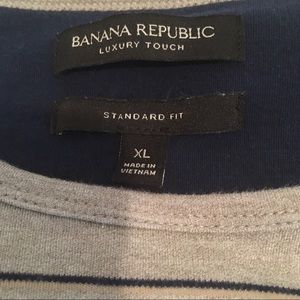 BANANA REPUBLIC
LUXURY TOUCH
STANDARD FIT
XL
MADE IN
VIETNAM